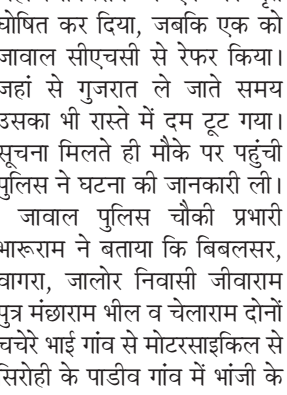 घोषित कर दिया, जबकि एक को
जावाल सीएचसी से रेफर किया।
जहां से गुजरात ले जाते समय
उसका भी रास्ते में दम टूट गया।
सूचना मिलते ही मौके पर पहुंची
पुलिस ने घटना की जानकारी ली।
जावाल पुलिस चौकी प्रभारी
भारूराम ने बताया कि बिबलसर,
वागरा, जालोर निवासी जीवाराम
पुत्र मंछाराम भील व चेलाराम दोनों
चचेरे भाई गांव से मोटरसाइकिल से
सिरोही के पाडीव गांव में भांजी के